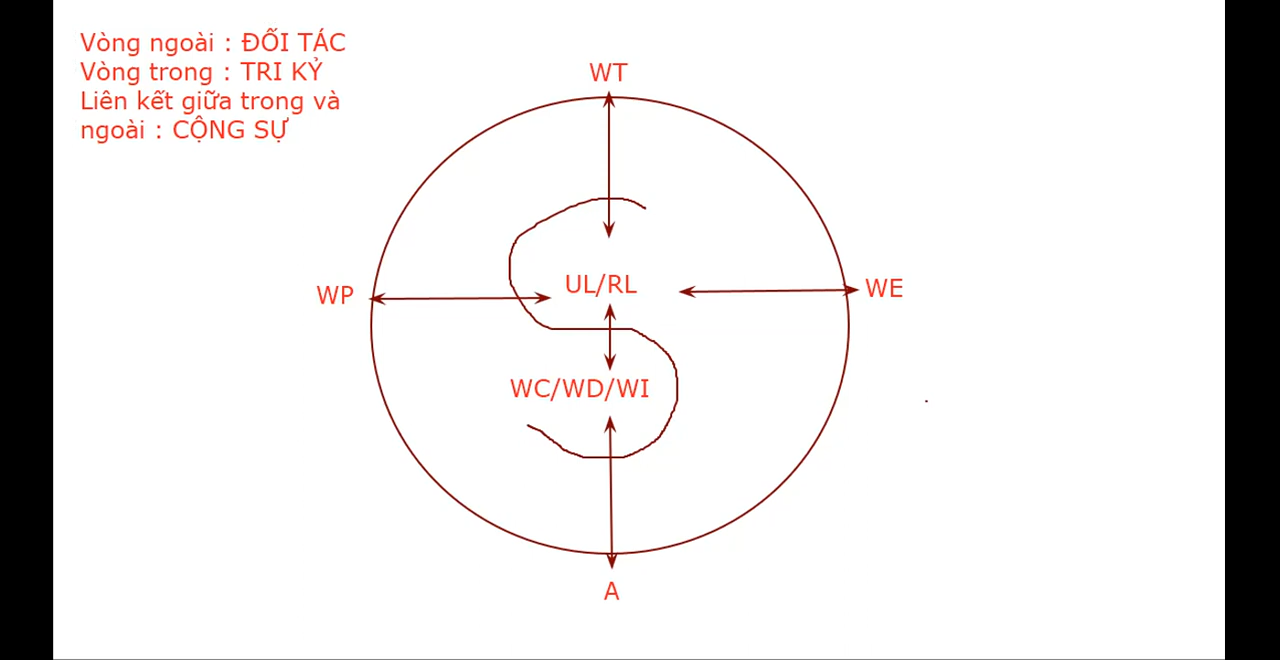 Vòng ngoài : ĐỐI TÁC
Vòng trong : TRI KỶ
Liên kết giữa trong và
ngoài : CỘNG SỰ
WT
UL/RL
WP
WE
WC/WD/WI
A